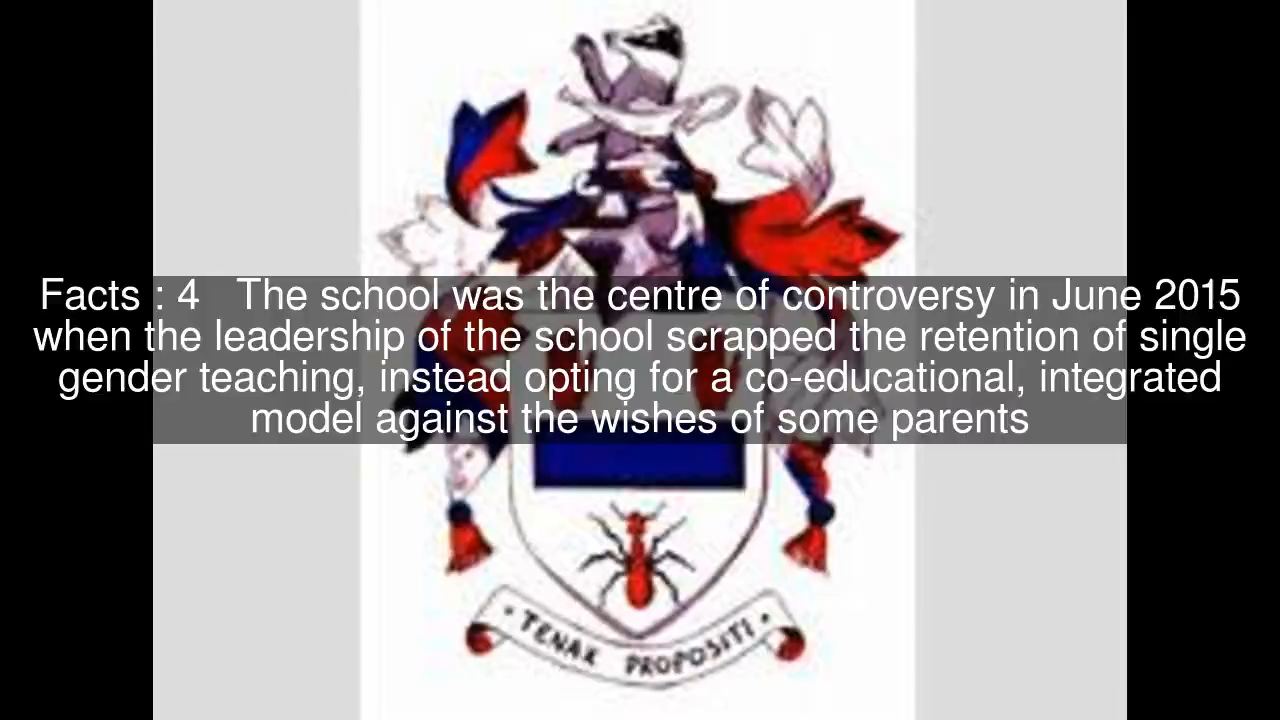 Facts : 4 The school was the centre of controversy in June 2015
when the leadership of the school scrapped the retention of single
gender teaching, instead opting for a co-educational, integrated
model against the wishes of some parents
· TENAX PROPOSITI ·